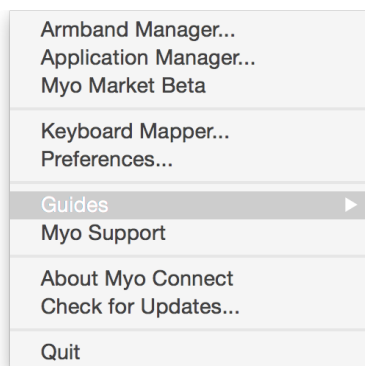 Armband Manager...
Application Manager...
Myo Market Beta
Keyboard Mapper...
Preferences...
Guides
Myo Support
About Myo Connect
Check for Updates...
Quit